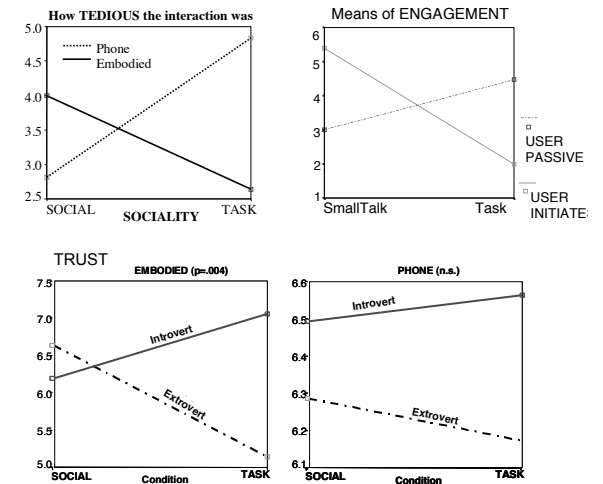 How TEDIOUS the interaction was
5.0
4.5
4.0
3.5
3.0
2.5
Phone
Embodied
SOCIAL
TASK
SOCIALITY
Means of ENGAGEMENT
6
5
4
3
2
1
SmallTalk
Task
USER
PASSIVE
USER
INITIATE
TRUST
EMBODIED (p=.004)
7.5
7.0
6.5
6.0
5.5
5.0
Introvert
Extrovert
SOCIAL
TASK
Condition
PHONE (n.s.)
6.6
6.5
6.4
6.3
6.2
6.1
Introvert
Extrovert
SOCIAL
TASK
Condition